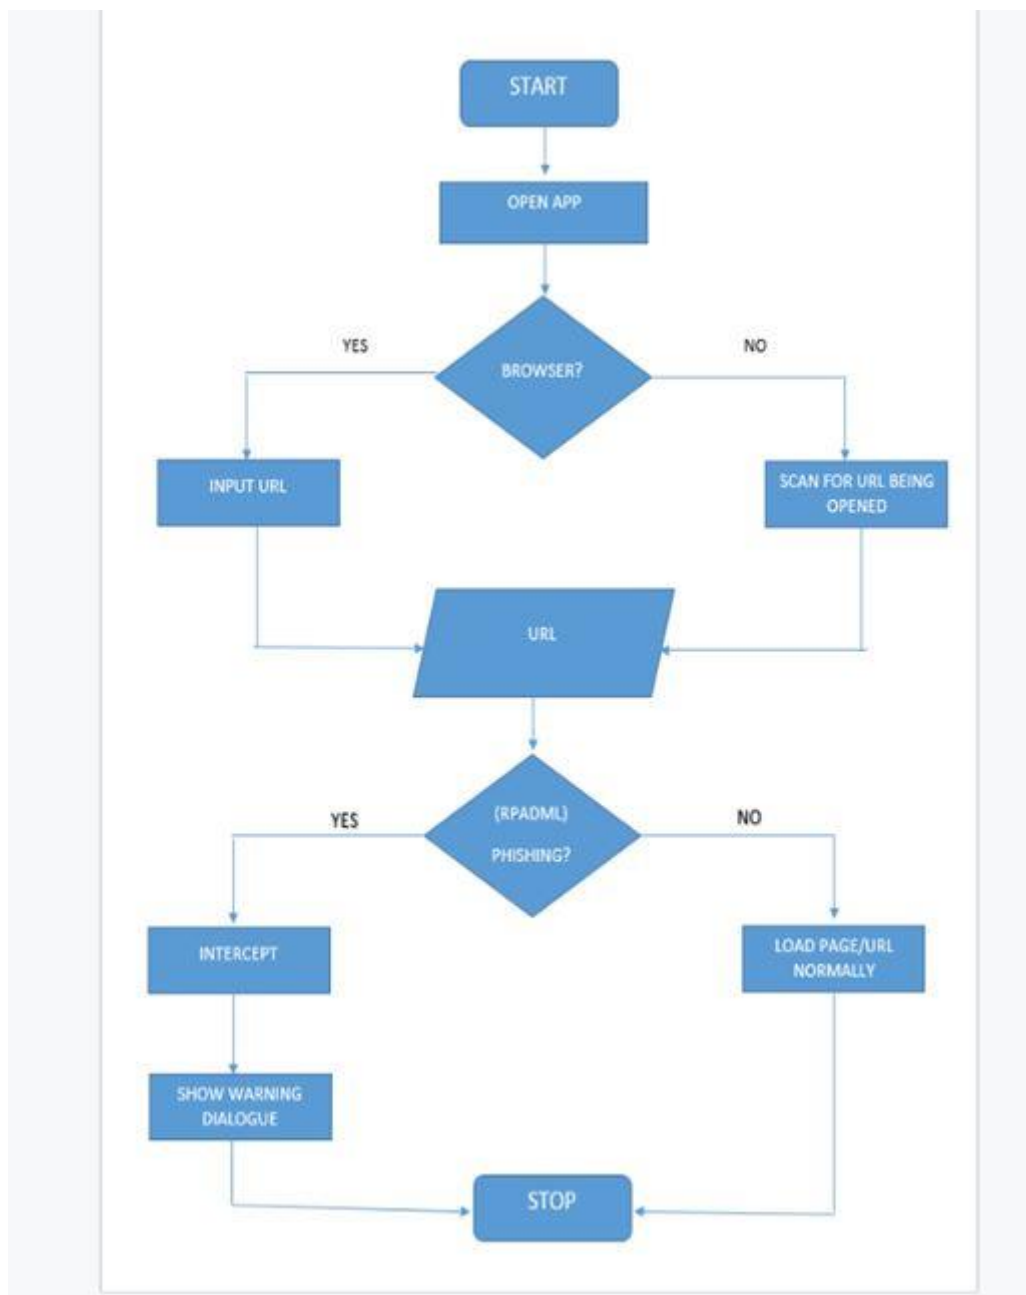 START
OPEN APP
YES
NO
BROWSER?
INPUT URL
SCAN FOR URL BEING
OPENED
URL
YES
NO
(RPADML)
PHISHING?
INTERCEPT
LOAD PAGE/URL
NORMALLY
SHOW WARNING
DIALOGUE
STOP